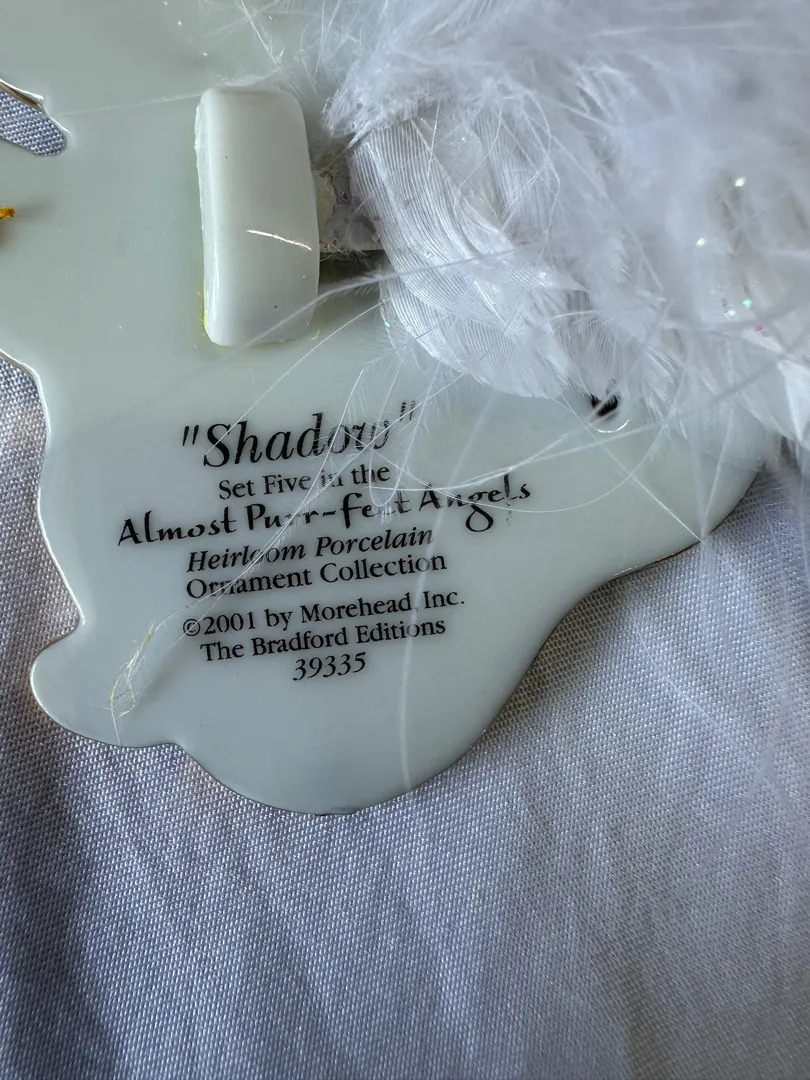 "Shadow"
Set Five in the
Almost Purr-fect Angels
Heirloom Porcelain
Ornament Collection
©2001 by Morehead, Inc.
The Bradford Editions
39335